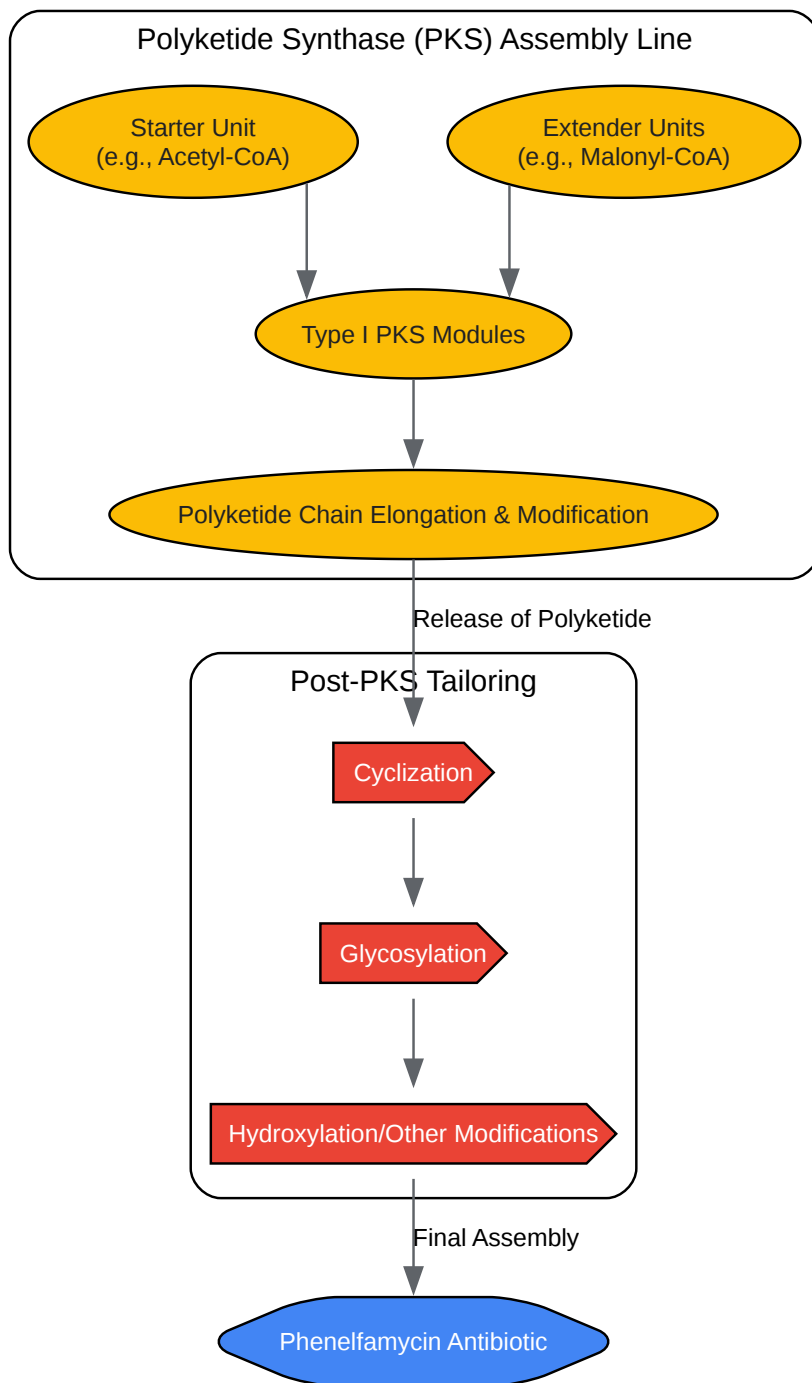 Polyketide Synthase (PKS) Assembly Line
Starter Unit
(e.g., Acetyl-CoA)
Extender Units
(e.g., Malonyl-CoA)
Type I PKS Modules
Polyketide Chain Elongation & Modification
Release of Polyketide
Post-PKS Tailoring
Cyclization
Glycosylation
Hydroxylation/Other Modifications
Final Assembly
Phenelfamycin Antibiotic